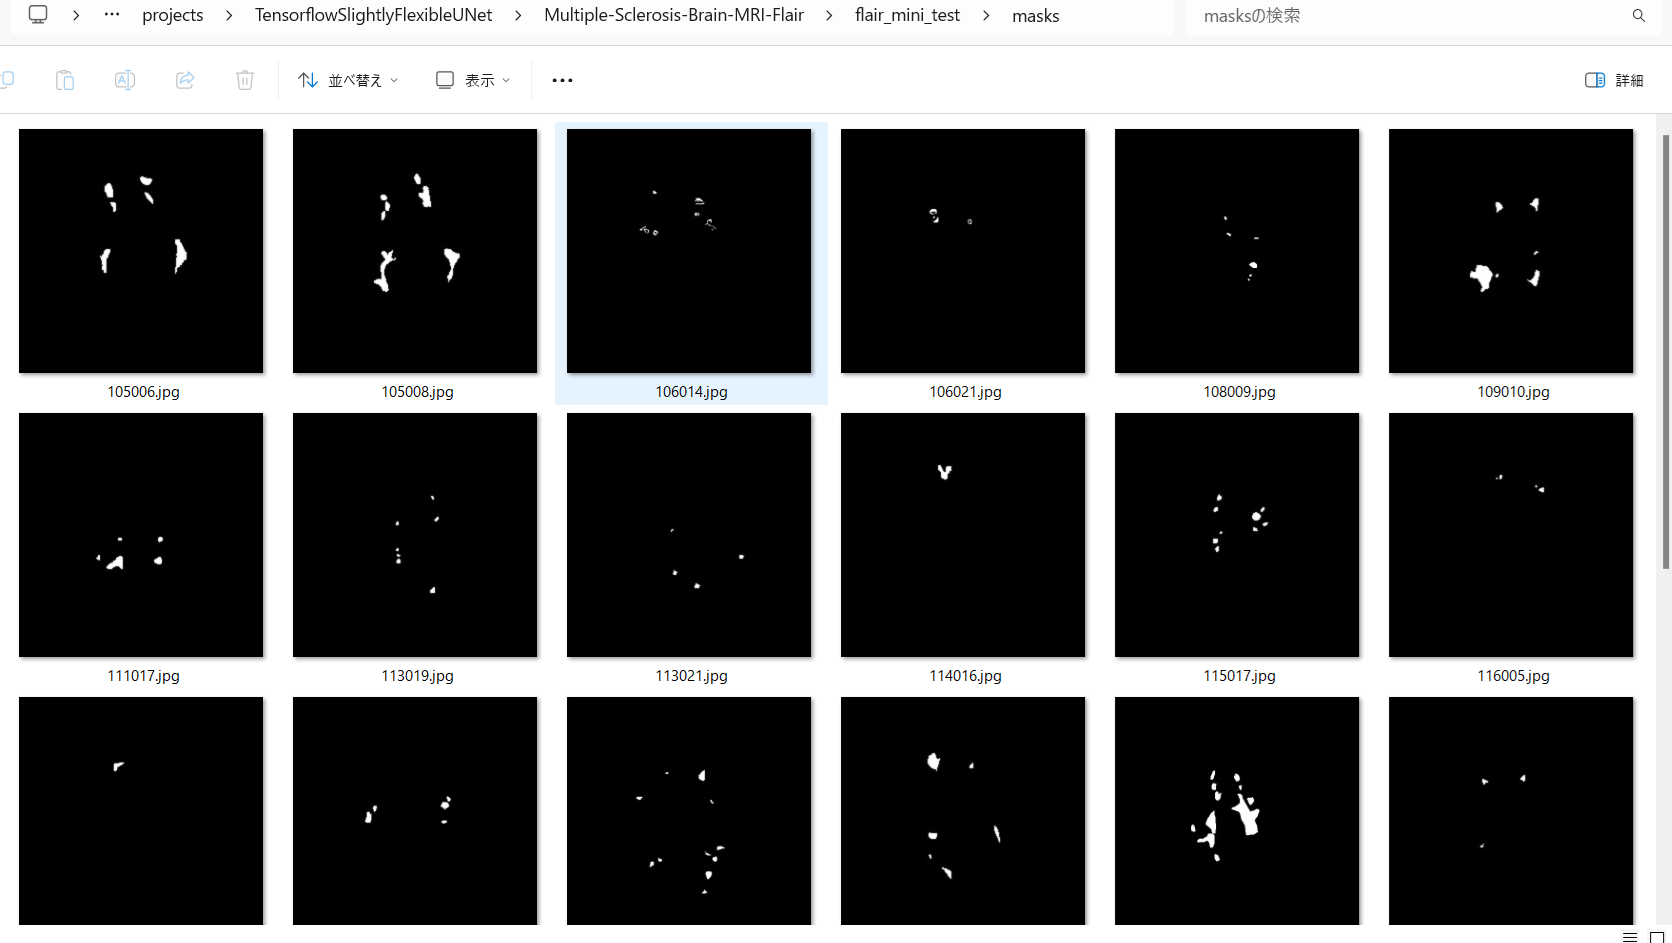 projects > TensorflowSlightlyFlexibleUNet > Multiple-Sclerosis-Brain-MRI-Flair > flair_mini_test > masks
masksの検索
並べ替え
表示
詳細
105006.jpg
105008.jpg
106014.jpg
106021.jpg
108009.jpg
109010.jpg
111017.jpg
113019.jpg
113021.jpg
114016.jpg
115017.jpg
116005.jpg